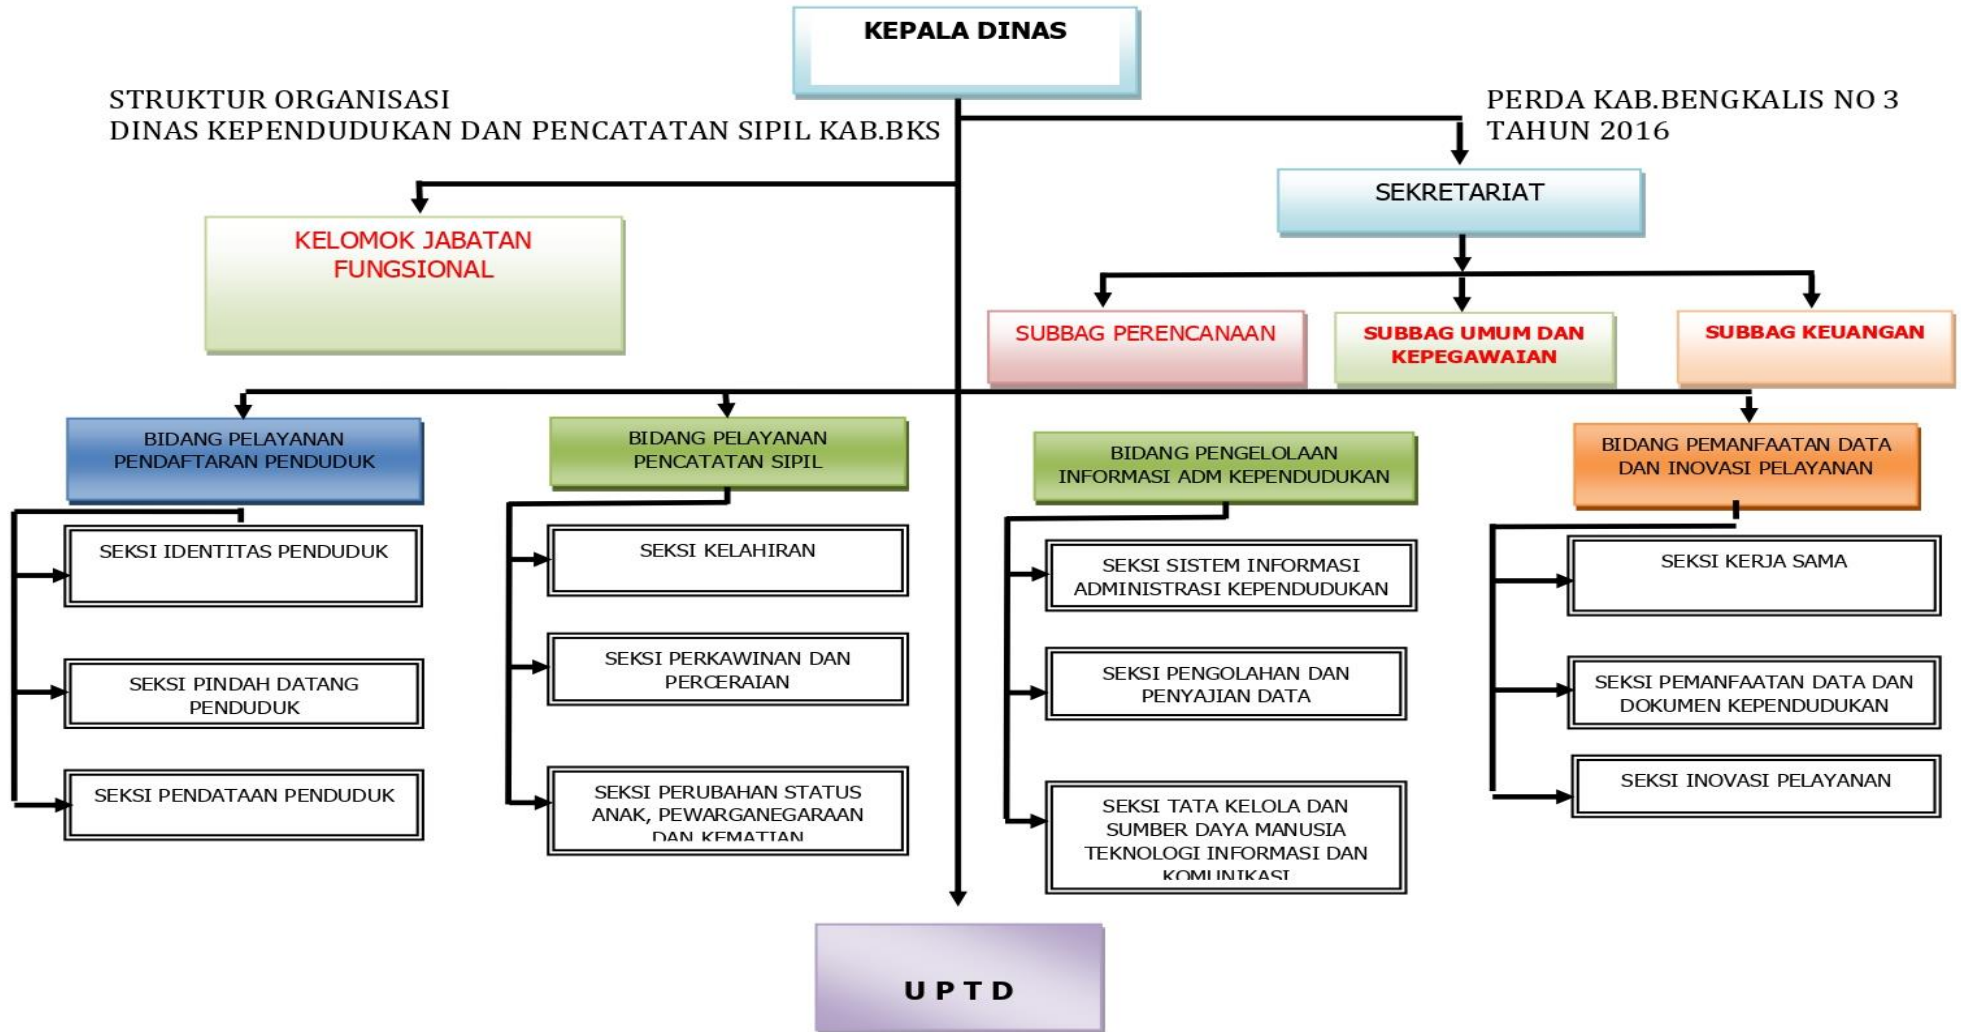 KEPALA DINAS
STRUKTUR ORGANISASI
DINAS KEPENDUDUKAN DAN PENCATATAN SIPIL KAB.BKS
PERDA KAB.BENGKALIS NO 3
TAHUN 2016
SEKRETARIAT
KELOMOK JABATAN
FUNGSIONAL
SUBBAG PERENCANAAN
SUBBAG UMUM DAN
KEPEGAWAIAN
SUBBAG KEUANGAN
BIDANG PELAYANAN
PENDAFTARAN PENDUDUK
SEKSI IDENTITAS PENDUDUK
SEKSI PINDAH DATANG
PENDUDUK
SEKSI PENDATAAN PENDUDUK
BIDANG PELAYANAN
PENCATATAN SIPIL
SEKSI KELAHIRAN
SEKSI PERKAWINAN DAN
PERCERAIAN
SEKSI PERUBAHAN STATUS
ANAK, PEWARGANEGARAAN
DAN KEMATIAN
BIDANG PENGELOLAAN
INFORMASI ADM KEPENDUDUKAN
SEKSI SISTEM INFORMASI
ADMINISTRASI KEPENDUDUKAN
SEKSI PENGOLAHAN DAN
PENYAJIAN DATA
SEKSI TATA KELOLA DAN
SUMBER DAYA MANUSIA
TEKNOLOGI INFORMASI DAN
KOMUNIKASI
BIDANG PEMANFAATAN DATA
DAN INOVASI PELAYANAN
SEKSI KERJA SAMA
SEKSI PEMANFAATAN DATA DAN
DOKUMEN KEPENDUDUKAN
SEKSI INOVASI PELAYANAN
U P T D